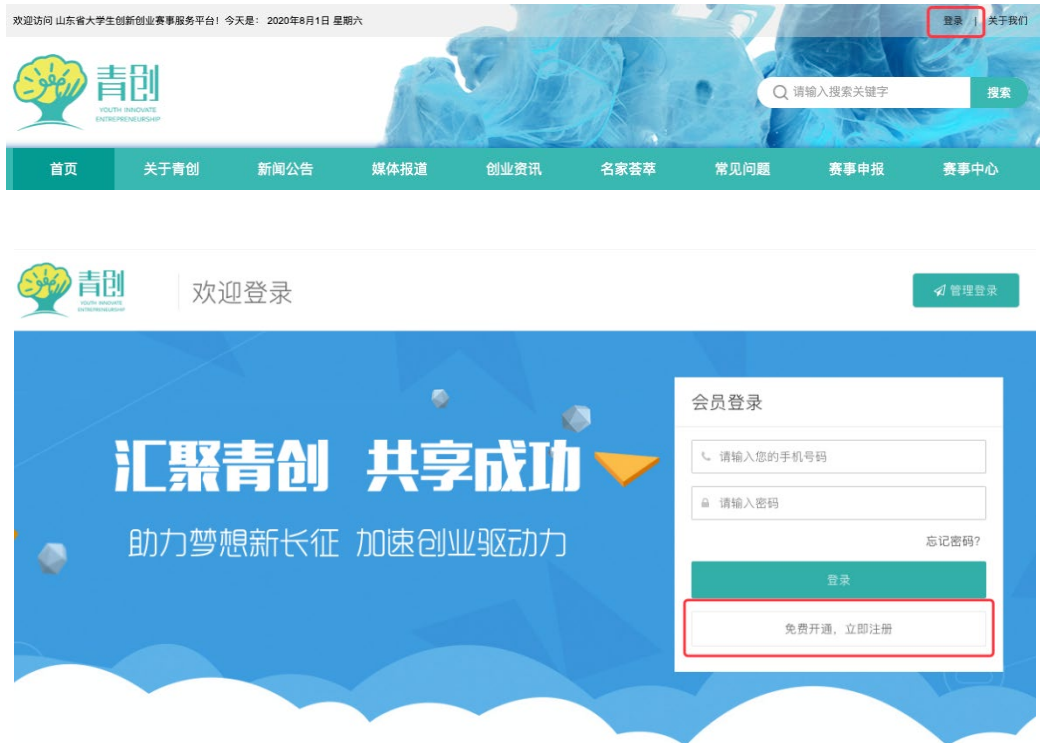 欢迎访问 山东省大学生创新创业赛事服务平台！今天是： 2020年8月1日 星期六
登录 | 关于我们
青创
YOUTH INNOVATE
ENTREPRENEURSHIP
请输入搜索关键字
搜索
首页 关于青创 新闻公告 媒体报道 创业资讯 名家荟萃 常见问题 赛事申报 赛事中心
青创
YOUTH INNOVATE
ENTREPRENEURSHIP
欢迎登录
管理登录
会员登录
汇聚青创 共享成功
助力梦想新长征 加速创业驱动力
请输入您的手机号码
请输入密码
忘记密码?
登录
免费开通，立即注册